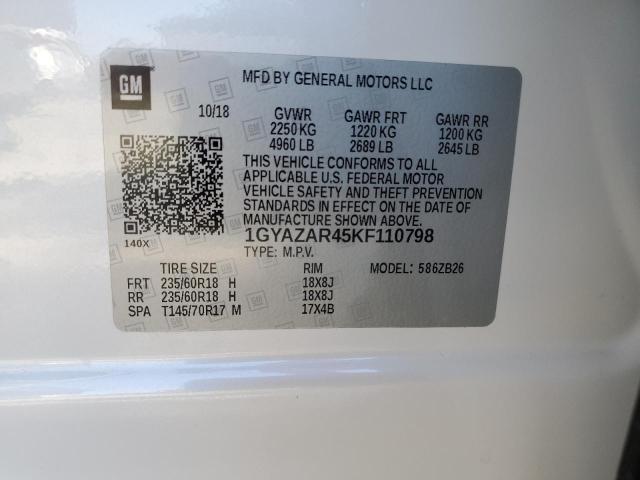 GM
MFD BY GENERAL MOTORS LLC
10/18 GVWR GAWR FRT GAWR RR
2250 KG 1220 KG 1200 KG
4960 LB 2689 LB 2645 LB
THIS VEHICLE CONFORMS TO ALL
APPLICABLE U.S. FEDERAL MOTOR
VEHICLE SAFETY AND THEFT PREVENTION
STANDARDS IN EFFECT ON THE DATE OF
MANUFACTURE SHOWN ABOVE.
140X
1GYAZAR45KF110798
TYPE: M.P.V. MODEL: 586ZB26
TIRE SIZE RIM
FRT 235/60R18 H 18X8J
RR 235/60R18 H 18X8J
SPA T145/70R17 M 17X4B